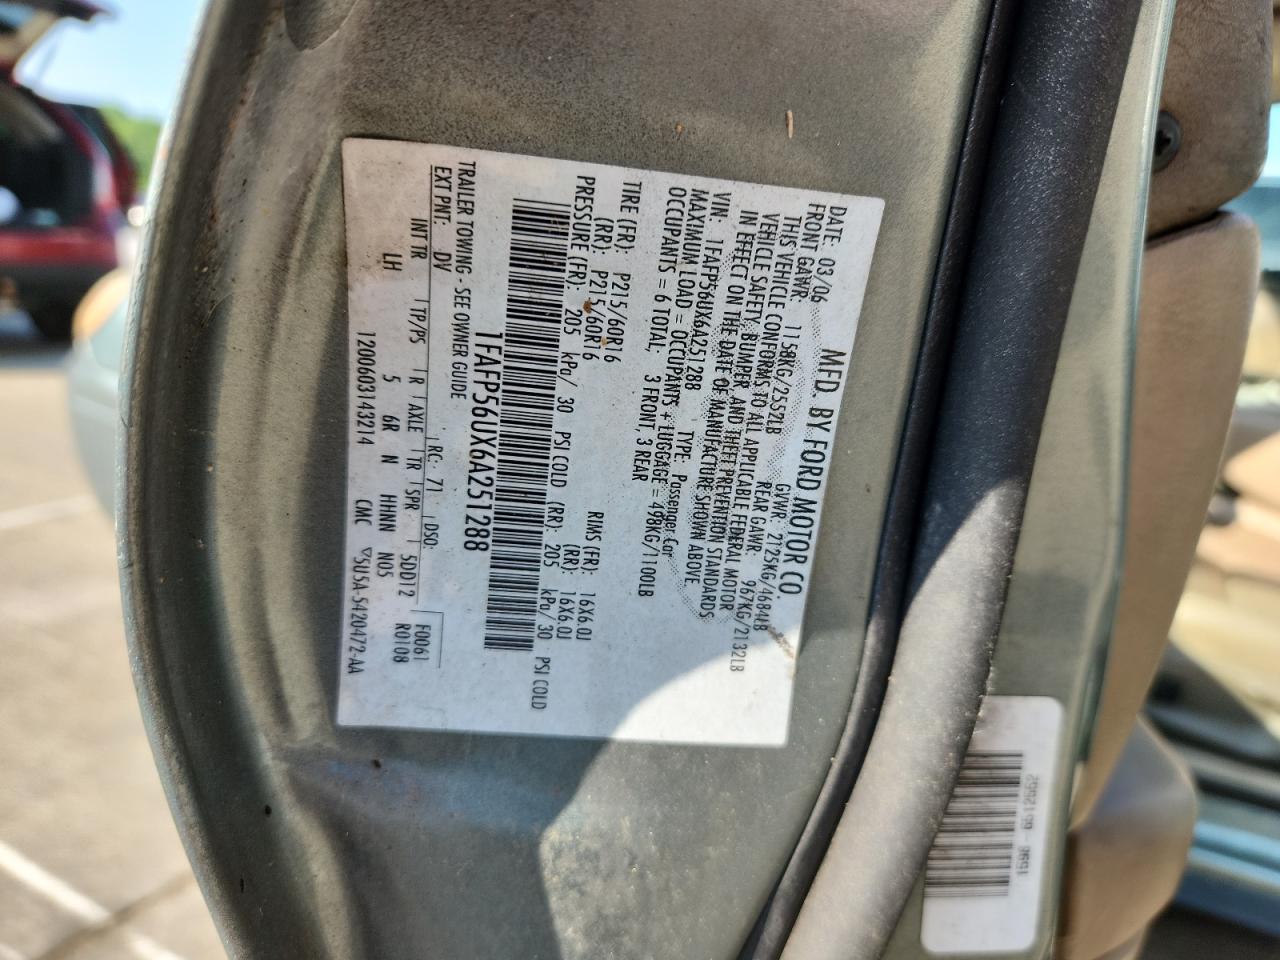 MFD. BY FORD MOTOR CO.
DATE: 03/06 GVWR: 2125KG/4684LB
FRONT GAWR: 1158KG/2552LB REAR GAWR: 967KG/2132LB
THIS VEHICLE CONFORMS TO ALL APPLICABLE FEDERAL MOTOR
VEHICLE SAFETY, BUMPER, AND THEFT PREVENTION STANDARDS
IN EFFECT ON THE DATE OF MANUFACTURE SHOWN ABOVE.
VIN: 1FAFP56UX6A251288 TYPE: Passenger Car
MAXIMUM LOAD = OCCUPANTS + LUGGAGE = 498KG/1100LB
OCCUPANTS = 6 TOTAL; 3 FRONT, 3 REAR
TIRE (FR): P215/60R16 RIMS (FR): 16X6.0J
(RR): P215/60R16 (RR): 16X6.0J
PRESSURE (FR): 205 kPa/ 30 PSI COLD (RR): 205 kPa/ 30 PSI COLD
1FAFP56UX6A251288
TRAILER TOWING - SEE OWNER GUIDE
EXT PNT: DV RC: 71 DSO: F0061
INTR TP/PS R AXLE TR SPR 5DD12 R0108
LH 5 6R N HHNN N05
1200603143214 CMC ▽5U5A-5420472-AA